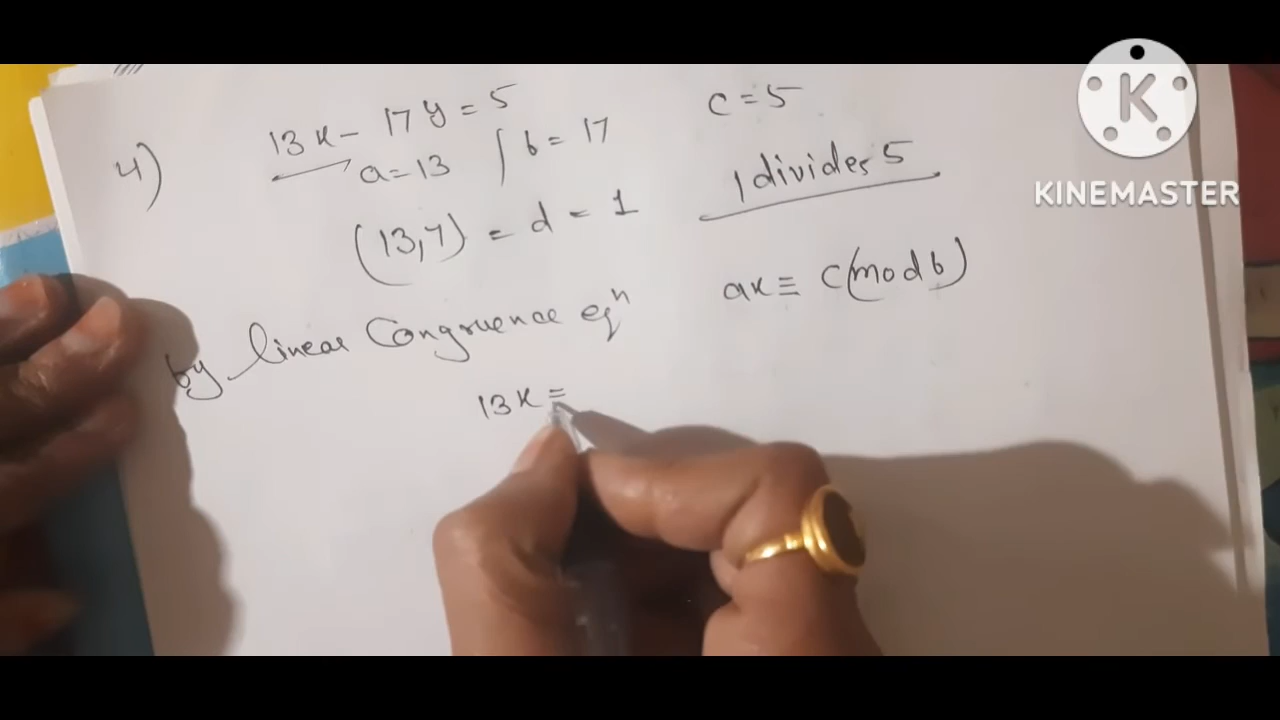 4) 13x - 17y = 5 c = 5
a = 13 / b = 17
(13,7) = d = 1 1 divides 5
by linear Congruence eqⁿ ax ≡ c(mod b)
13x =
K
KINEMASTER